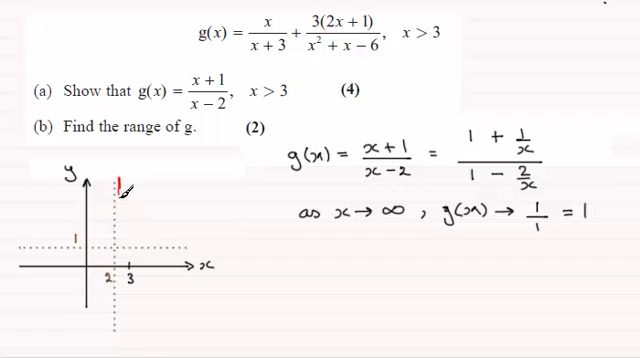 g(x) = x/(x + 3) + 3(2x + 1)/(x² + x − 6), x > 3
(a) Show that g(x) = (x + 1)/(x − 2), x > 3 (4)
(b) Find the range of g. (2)
g(x) = (x + 1)/(x − 2) = (1 + 1/x)/(1 − 2/x)
as x → ∞, g(x) → 1/1 = 1
y
1
2 3 x